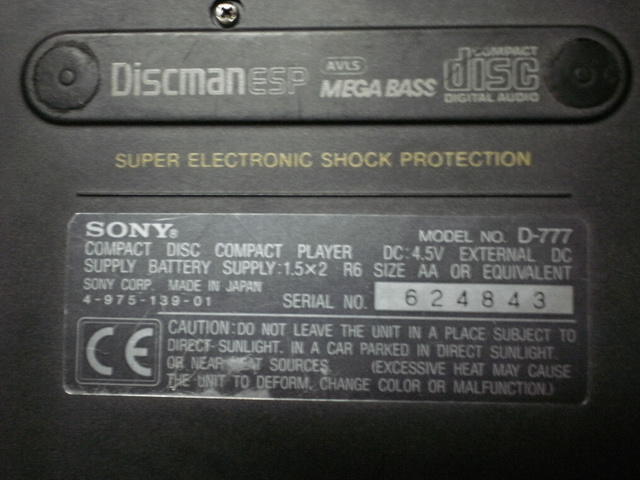 Discman ESP AVLS MEGA BASS COMPACT disc DIGITAL AUDIO
SUPER ELECTRONIC SHOCK PROTECTION
SONY® MODEL NO. D-777
COMPACT DISC COMPACT PLAYER DC:4.5V EXTERNAL DC
SUPPLY BATTERY SUPPLY:1.5×2 R6 SIZE AA OR EQUIVALENT
SONY CORP. MADE IN JAPAN
4-975-139-01 SERIAL NO. 624843
CE CAUTION:DO NOT LEAVE THE UNIT IN A PLACE SUBJECT TO
DIRECT SUNLIGHT, IN A CAR PARKED IN DIRECT SUNLIGHT,
OR NEAR HEAT SOURCES. (EXCESSIVE HEAT MAY CAUSE
THE UNIT TO DEFORM, CHANGE COLOR OR MALFUNCTION.)